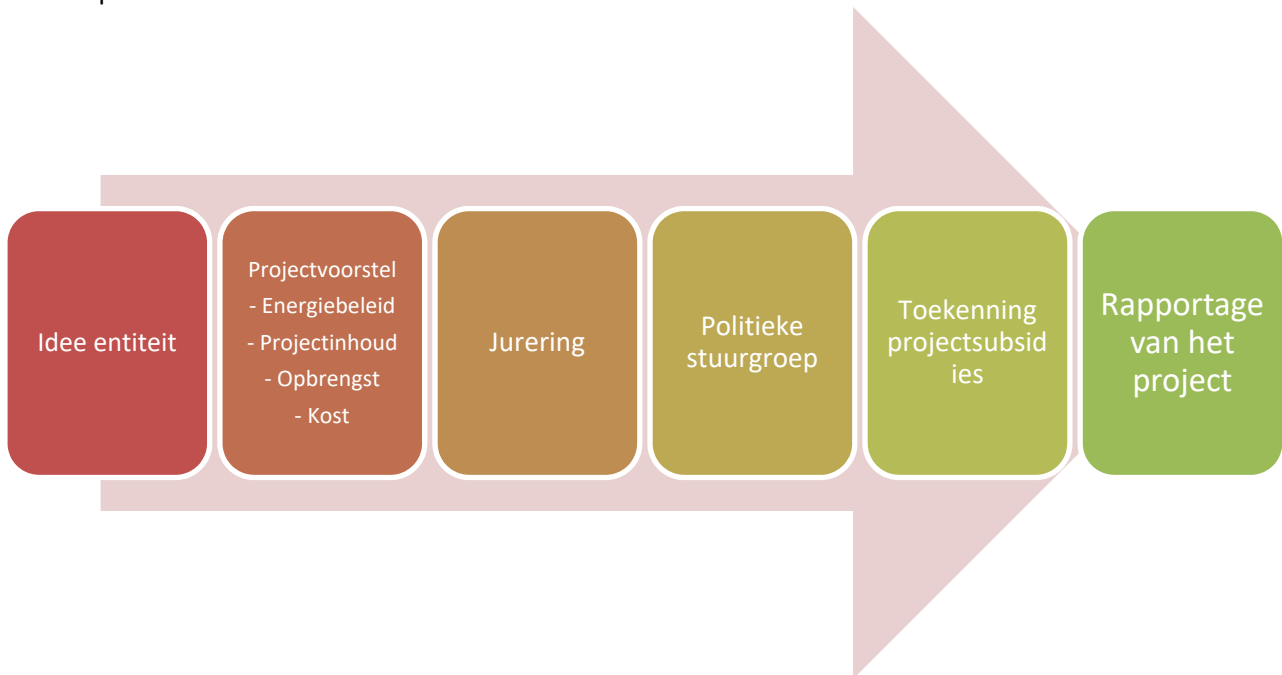 Idee entiteit
Projectvoorstel
- Energiebeleid
- Projectinhoud
- Opbrengst
- Kost
Jurering
Politieke
stuurgroep
Toekenning
projectsubsid
ies
Rapportage
van het
project